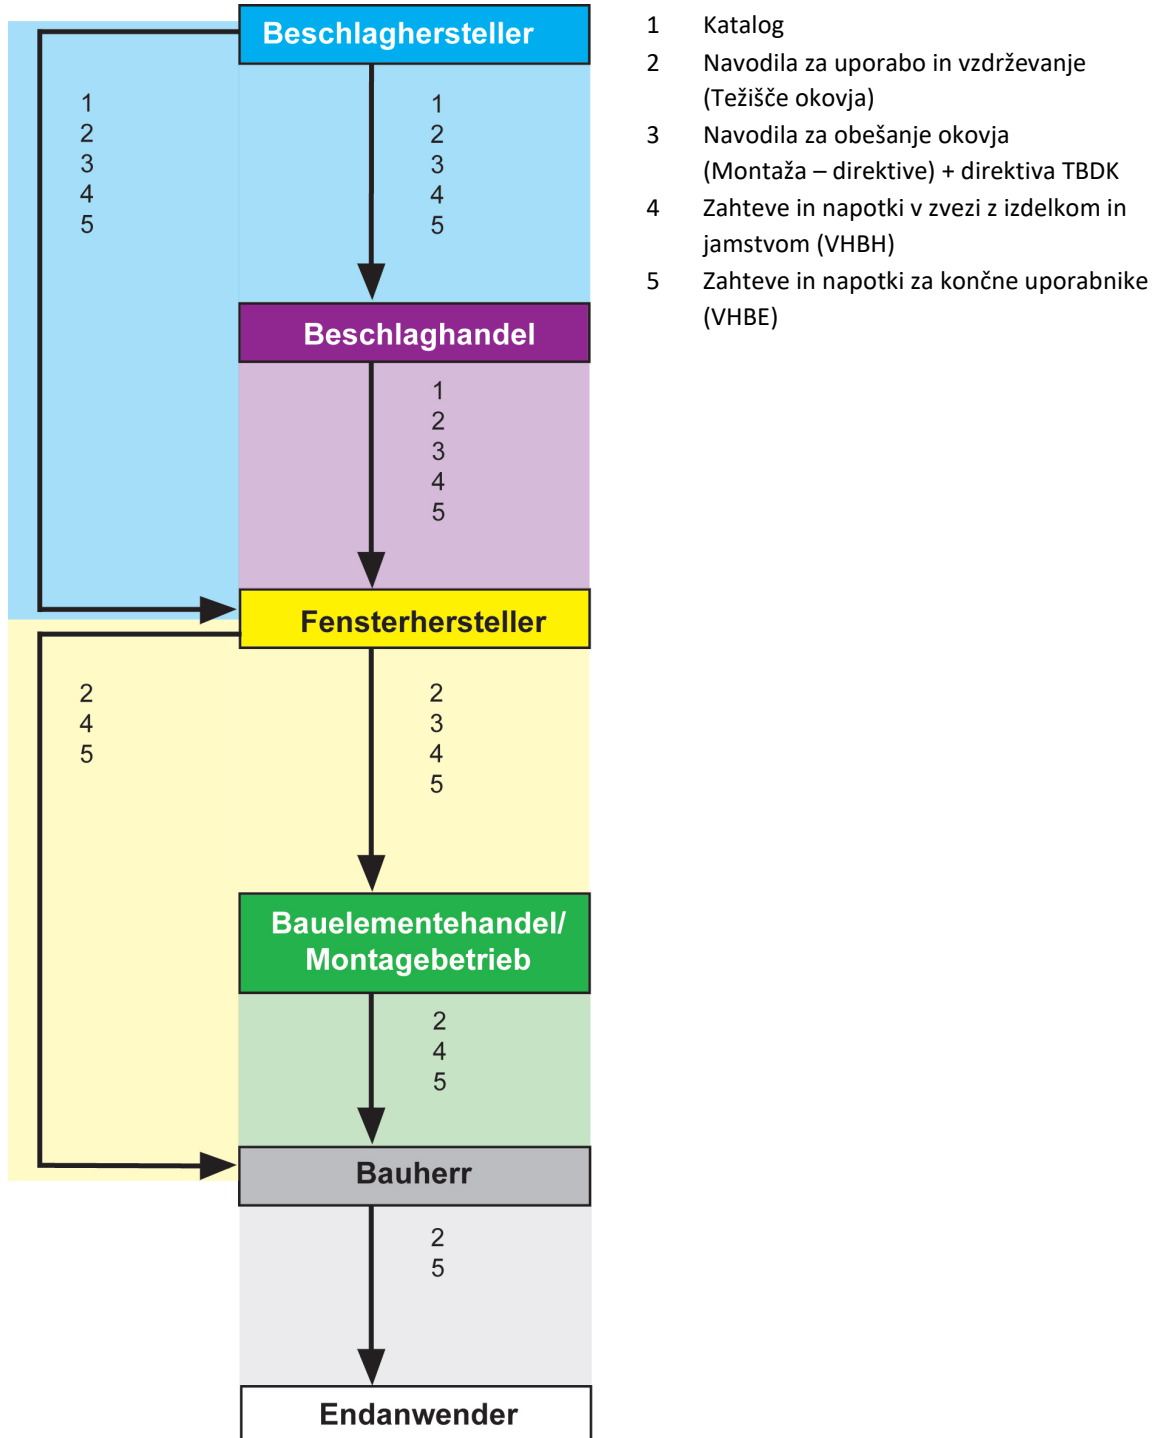 Beschlaghersteller
1
2
3
4
5
1
2
3
4
5
Beschlaghandel
1
2
3
4
5
Fensterhersteller
2
4
5
2
3
4
5
Bauelementehandel/
Montagebetrieb
2
4
5
Bauherr
2
5
Endanwender
1 Katalog
2 Navodila za uporabo in vzdrževanje
(Težišče okovja)
3 Navodila za obešanje okovja
(Montaža – direktive) + direktiva TBDK
4 Zahteve in napotki v zvezi z izdelkom in
jamstvom (VHBH)
5 Zahteve in napotki za končne uporabnike
(VHBE)